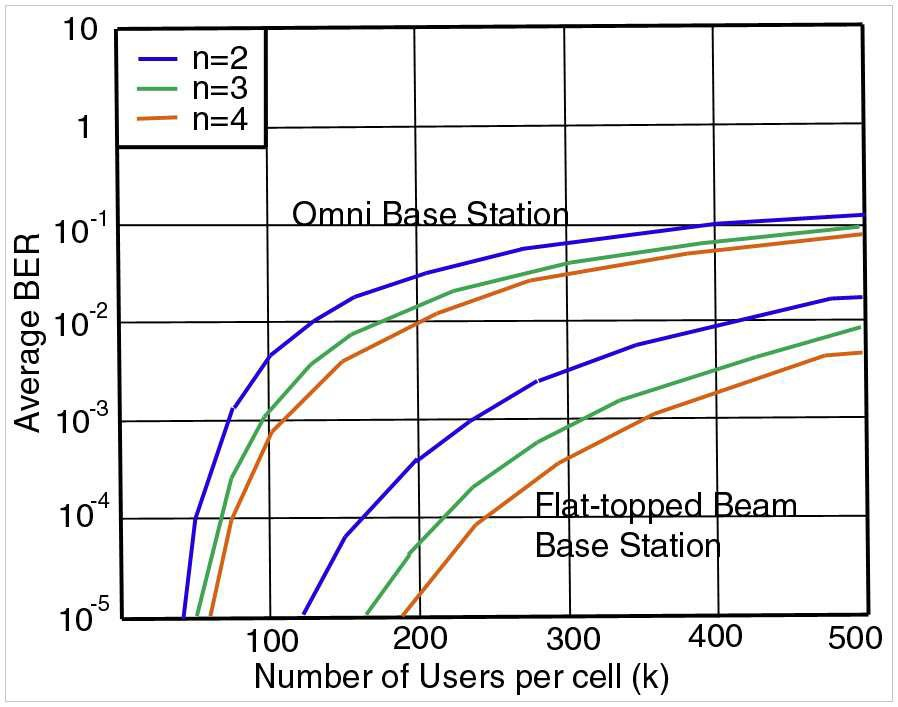 10
n=2
n=3
n=4
1
Omni Base Station
10-1
Average BER
10-2
10-3
10-4
Flat-topped Beam
Base Station
10-5
100 200 300 400 500
Number of Users per cell (k)